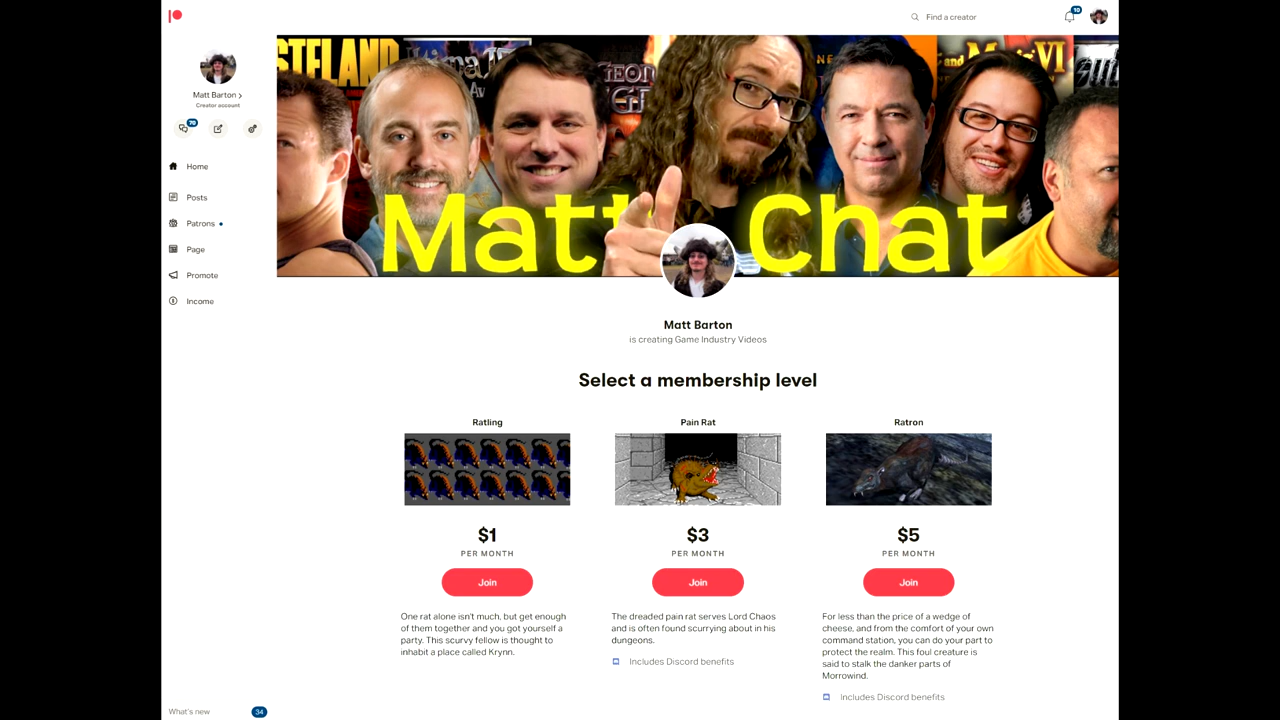 Find a creator
10
STELAND
and Magic VI
Matt Chat
Matt Barton
Creator account
70
Home
Posts
Patrons
Page
Promote
Income
Matt Barton
is creating Game Industry Videos
Select a membership level
Ratling
$1
PER MONTH
Join
One rat alone isn't much, but get enough
of them together and you got yourself a
party. This scurvy fellow is thought to
inhabit a place called Krynn.
Pain Rat
$3
PER MONTH
Join
The dreaded pain rat serves Lord Chaos
and is often found scurrying about in his
dungeons.
Includes Discord benefits
Ratron
$5
PER MONTH
Join
For less than the price of a wedge of
cheese, and from the comfort of your own
command station, you can do your part to
protect the realm. This foul creature is
said to stalk the danker parts of
Morrowind.
Includes Discord benefits
What's new
34